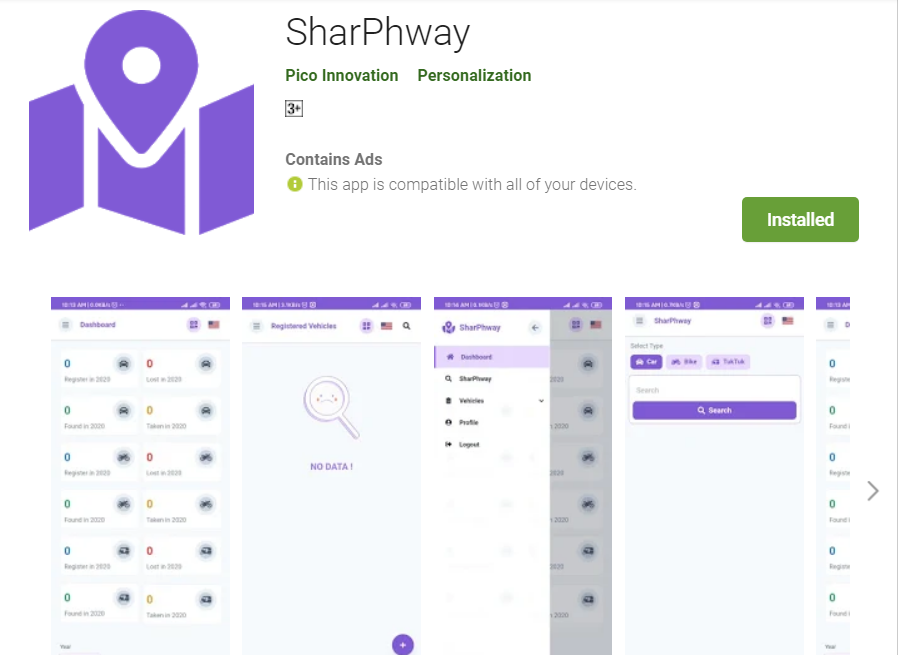 SharPhway
Pico Innovation Personalization
3+
Contains Ads
This app is compatible with all of your devices.
Installed
Dashboard
0 0
Register in 2020 Lost in 2020
0 0
Found in 2020 Taken in 2020
0 0
Register in 2020 Lost in 2020
0 0
Found in 2020 Taken in 2020
0 0
Register in 2020 Lost in 2020
0 0
Found in 2020 Taken in 2020
Year
Registered Vehicles
NO DATA !
SharPhway
Dashboard
SharPhway
Vehicles
Profile
Logout
SharPhway
Select Type
Car Bike TukTuk
Search
Search